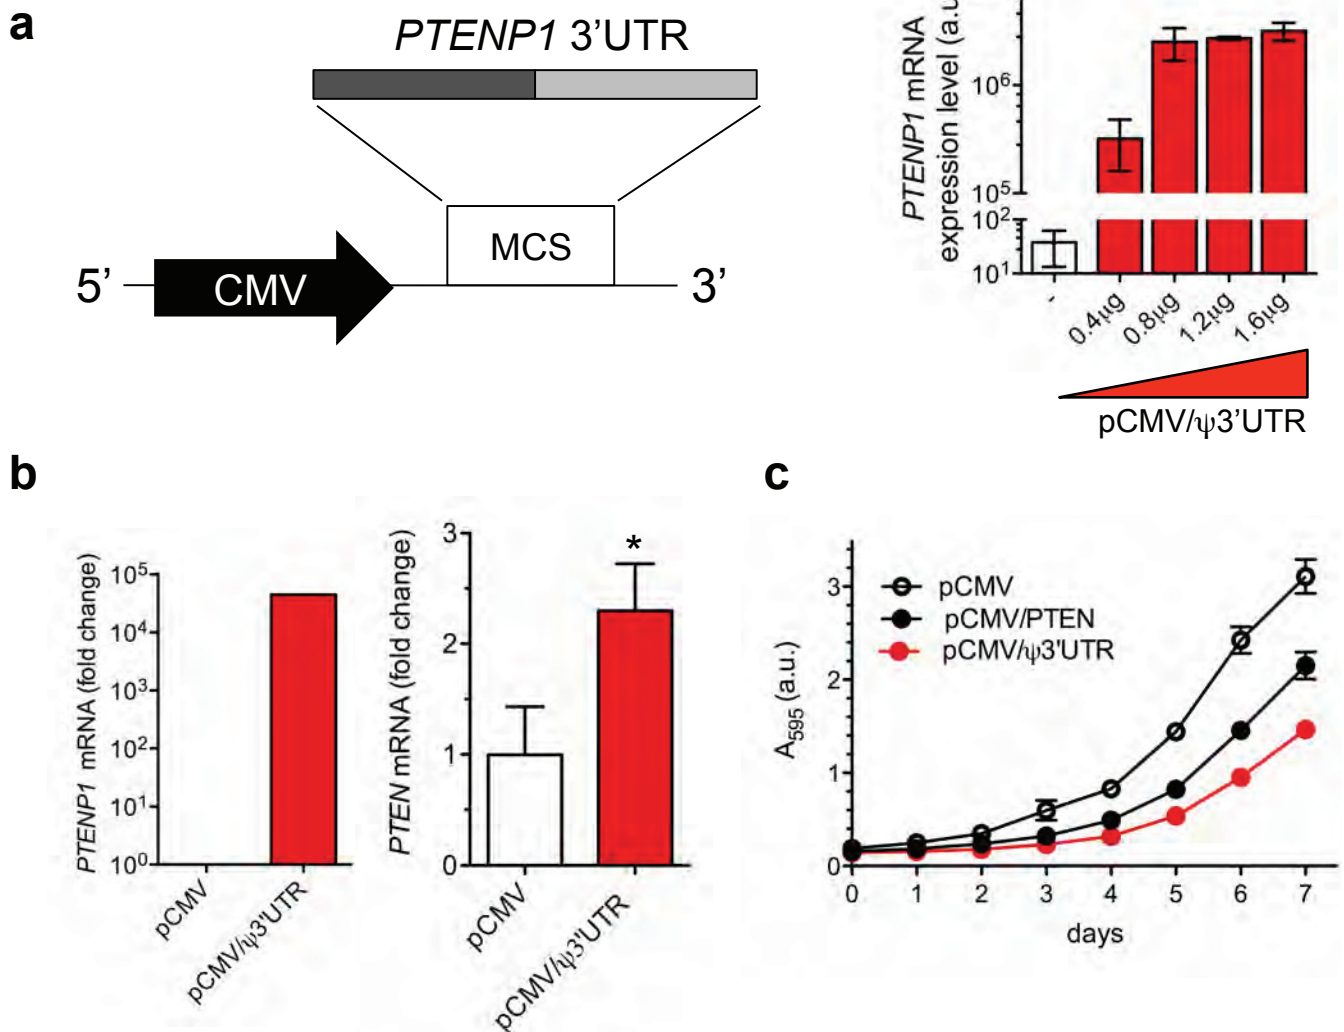 a
PTENP1 3'UTR
MCS
5'
CMV
3'
PTENP1 mRNA
expression level (a.u
10⁶
10⁵
10²
10¹
-
0.4µg
0.8µg
1.2µg
1.6µg
pCMV/ψ3'UTR
b
PTENP1 mRNA (fold change)
10⁵
10⁴
10³
10²
10¹
10⁰
pCMV
pCMV/ψ3'UTR
PTEN mRNA (fold change)
3
2
1
0
*
pCMV
pCMV/ψ3'UTR
c
A₅₉₅ (a.u.)
3
2
1
0
pCMV
pCMV/PTEN
pCMV/ψ3'UTR
0 1 2 3 4 5 6 7
days